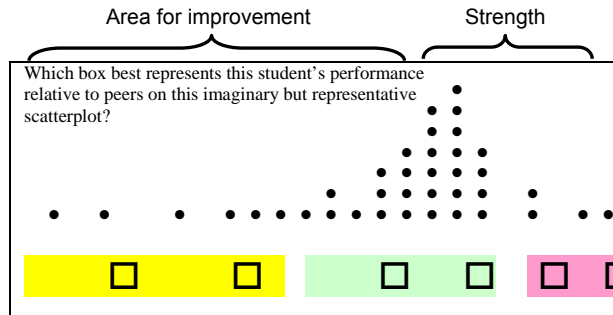 Area for improvement
Strength
Which box best represents this student’s performance
relative to peers on this imaginary but representative
scatterplot?